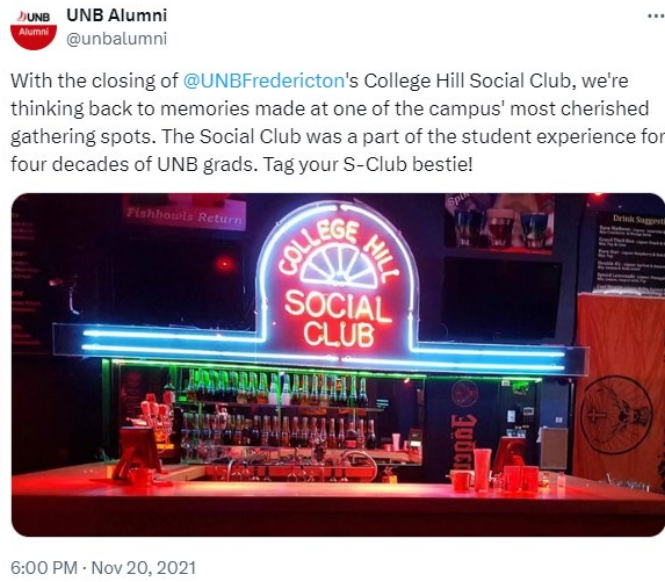 UNB Alumni
@unbalumni
With the closing of @UNBFredericton's College Hill Social Club, we're
thinking back to memories made at one of the campus' most cherished
gathering spots. The Social Club was a part of the student experience for
four decades of UNB grads. Tag your S-Club bestie!
UNB
Alumni
Fishbowls Return
COLLEGE HILL
SOCIAL
CLUB
Drink Suggest
6:00 PM · Nov 20, 2021